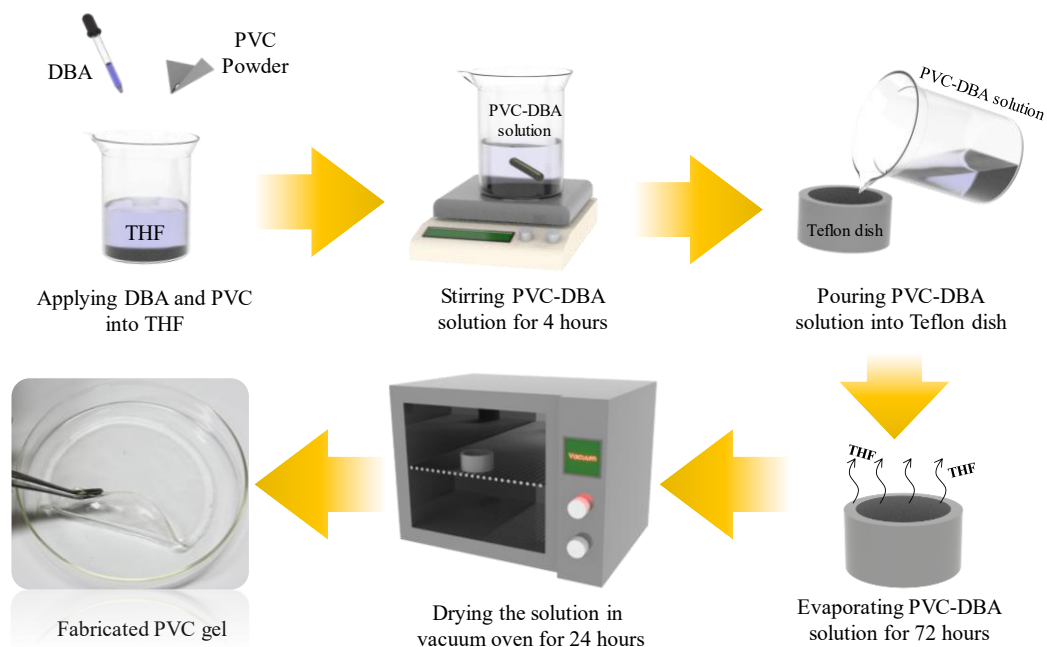 DBA
PVC
Powder
THF
Applying DBA and PVC
into THF
PVC-DBA
solution
Stirring PVC-DBA
solution for 4 hours
PVC-DBA solution
Teflon dish
Pouring PVC-DBA
solution into Teflon dish
THF
THF
Evaporating PVC-DBA
solution for 72 hours
Vacuum
Drying the solution in
vacuum oven for 24 hours
Fabricated PVC gel